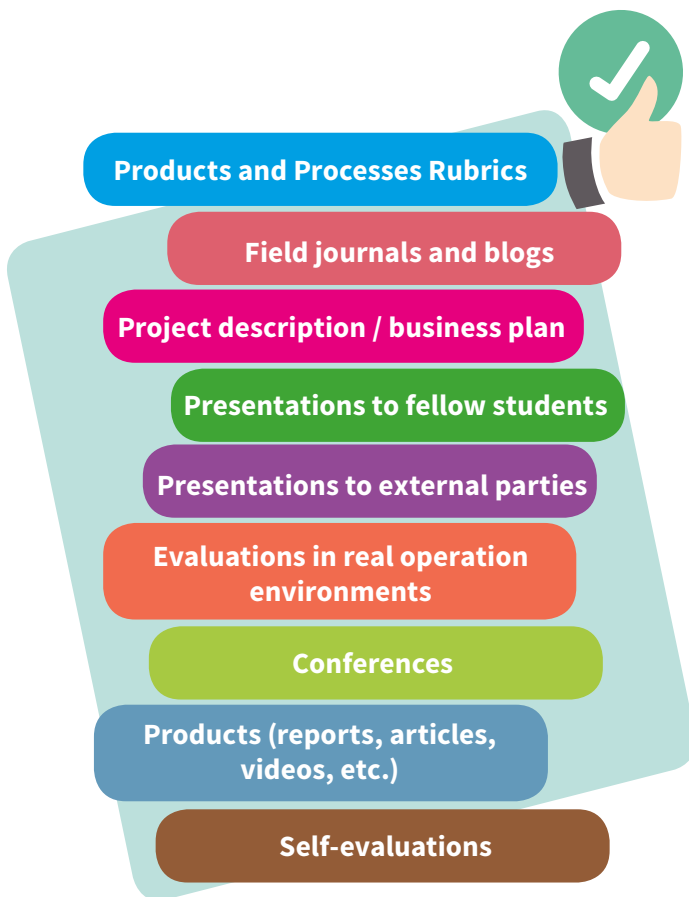 Products and Processes Rubrics
Field journals and blogs
Project description / business plan
Presentations to fellow students
Presentations to external parties
Evaluations in real operation
environments
Conferences
Products (reports, articles,
videos, etc.)
Self-evaluations